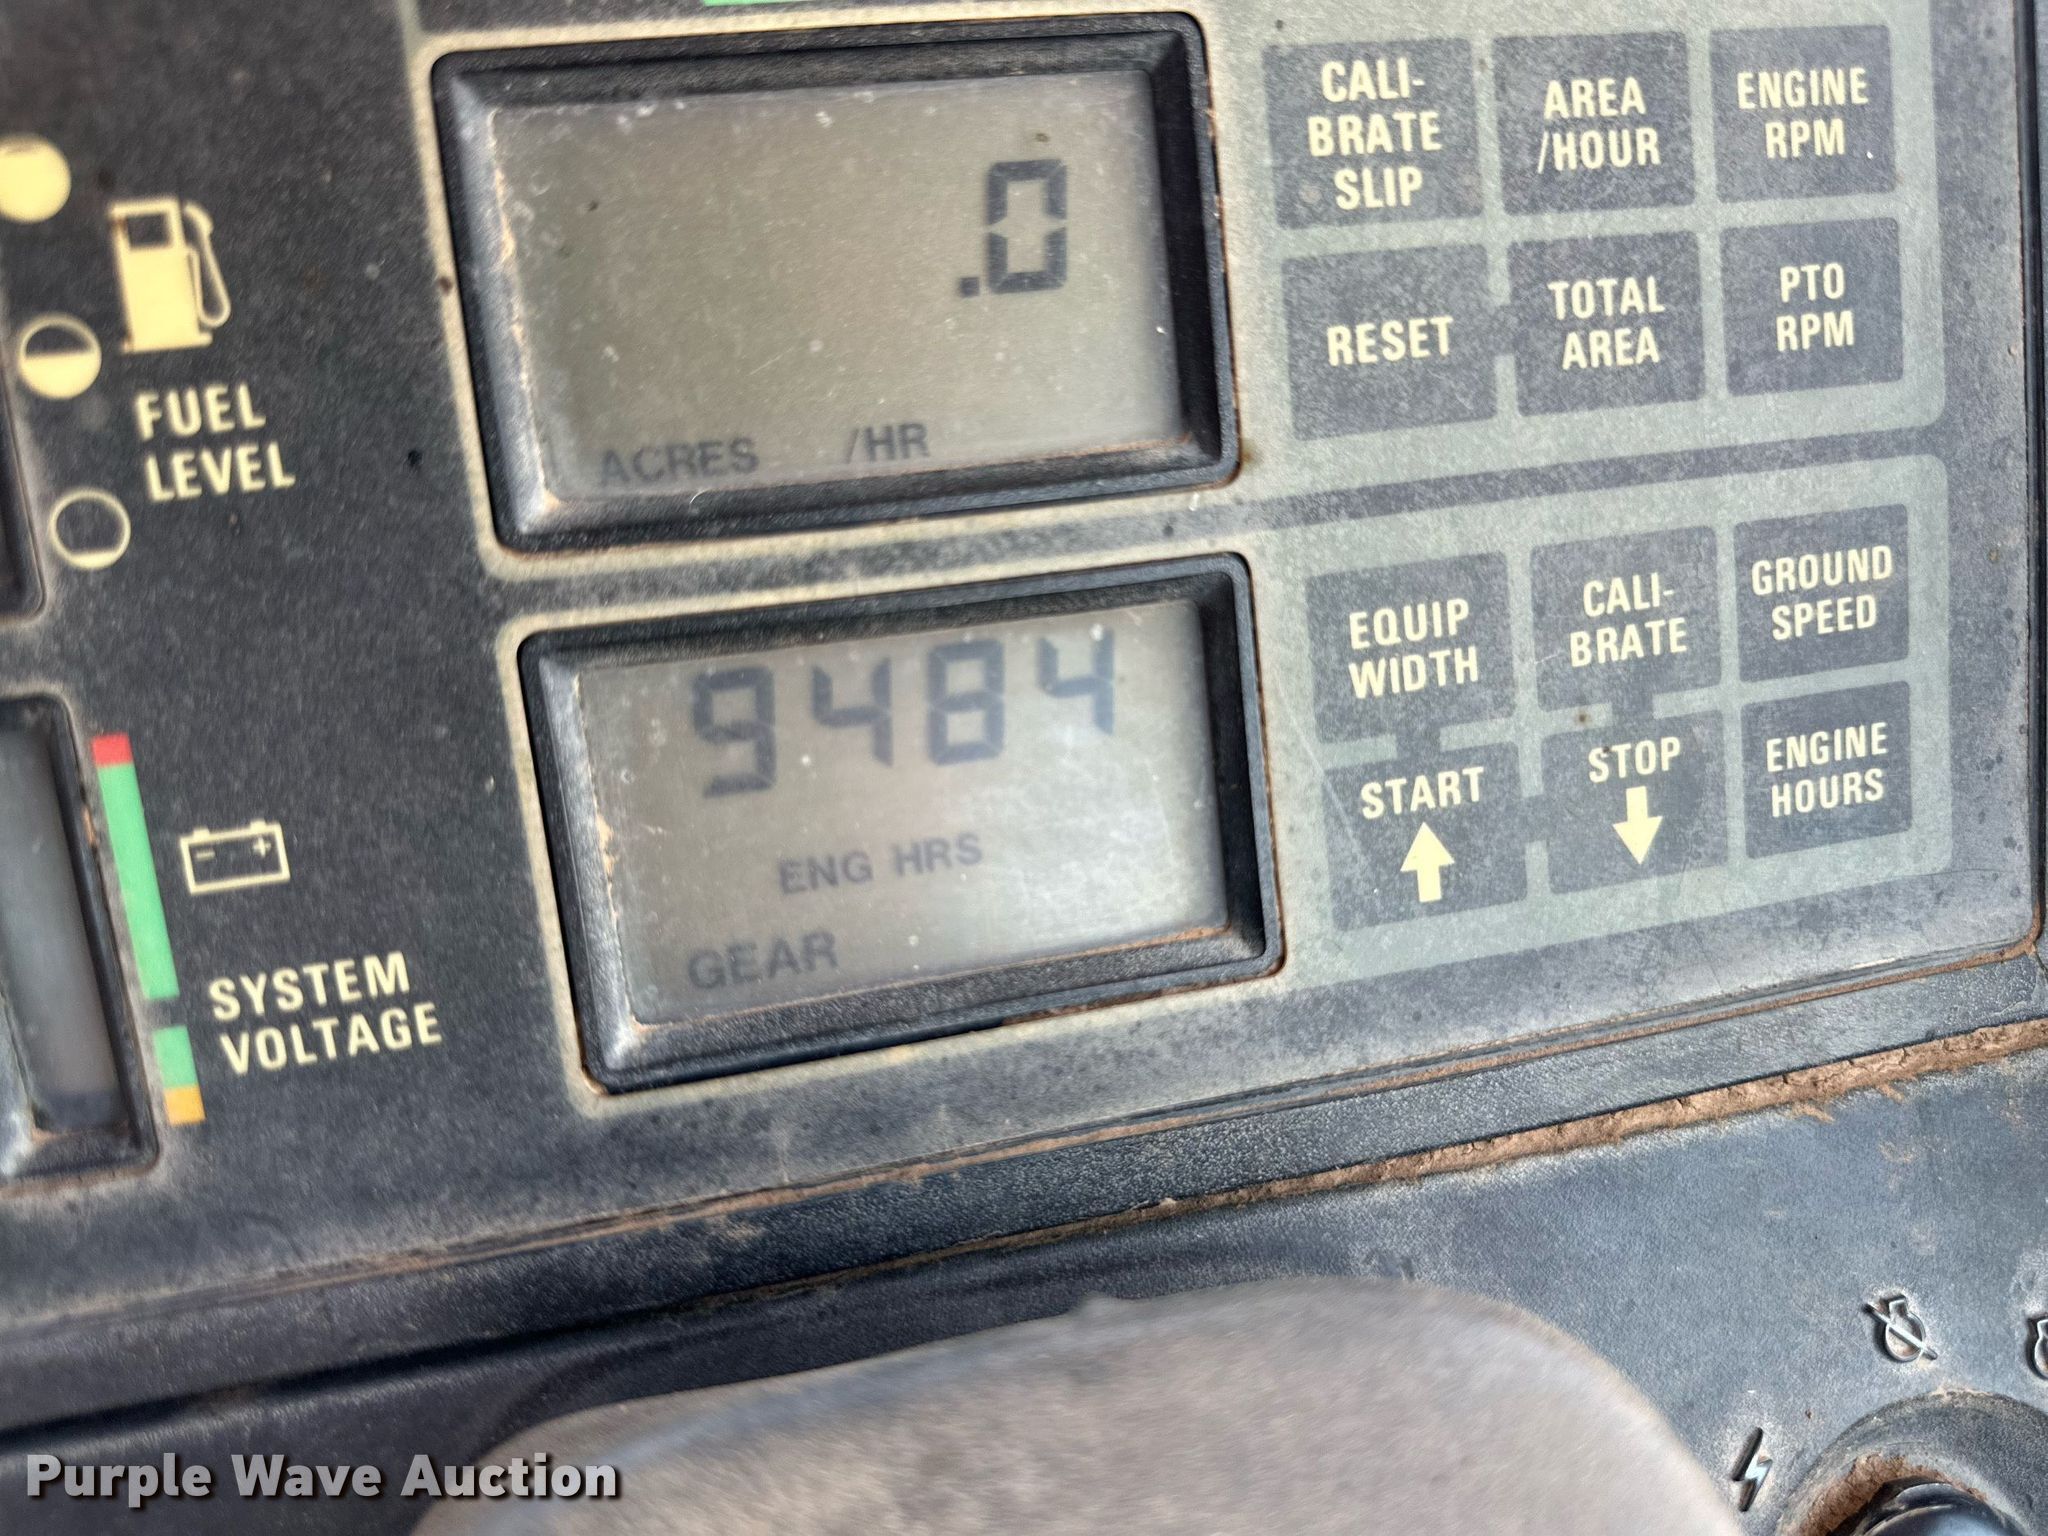 .0
ACRES /HR
CALI-
BRATE
SLIP
AREA
/HOUR
ENGINE
RPM
RESET
TOTAL
AREA
PTO
RPM
FUEL
LEVEL
9484
ENG HRS
GEAR
EQUIP
WIDTH
CALI-
BRATE
GROUND
SPEED
START
STOP
ENGINE
HOURS
SYSTEM
VOLTAGE
Purple Wave Auction